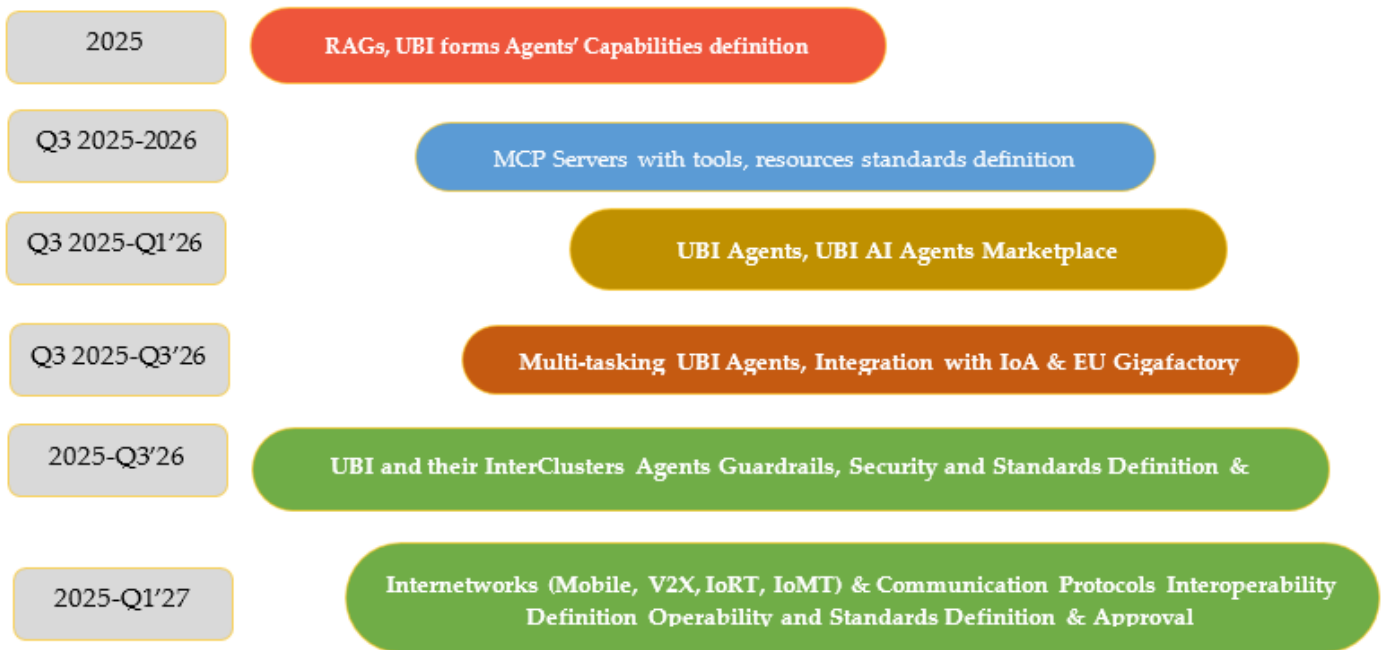 2025
RAGs, UBI forms Agents' Capabilities definition
Q3 2025-2026
MCP Servers with tools, resources standards definition
Q3 2025-Q1'26
UBI Agents, UBI AI Agents Marketplace
Q3 2025-Q3'26
Multi-tasking UBI Agents, Integration with IoA & EU Gigafactory
2025-Q3'26
UBI and their InterClusters Agents Guardrails, Security and Standards Definition &
2025-Q1'27
Internetworks (Mobile, V2X, IoRT, IoMT) & Communication Protocols Interoperability
Definition Operability and Standards Definition & Approval